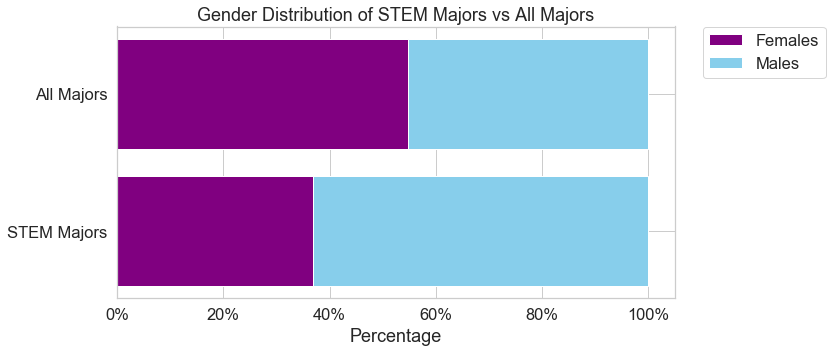 Gender Distribution of STEM Majors vs All Majors
Females
Males
All Majors
STEM Majors
0% 20% 40% 60% 80% 100%
Percentage